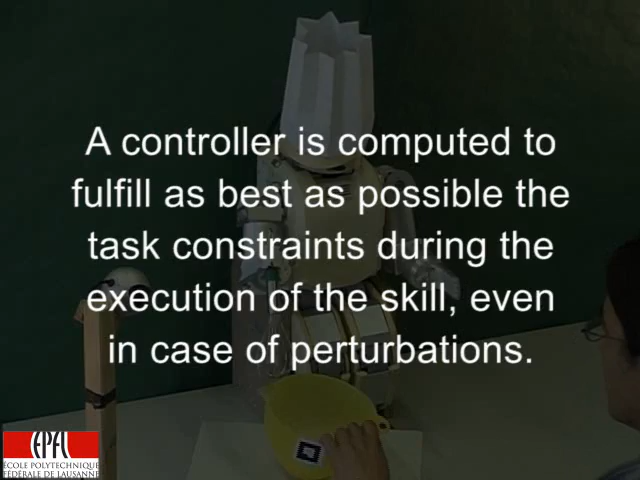 A controller is computed to
fulfill as best as possible the
task constraints during the
execution of the skill, even
in case of perturbations.
EPFL
ÉCOLE POLYTECHNIQUE
FÉDÉRALE DE LAUSANNE